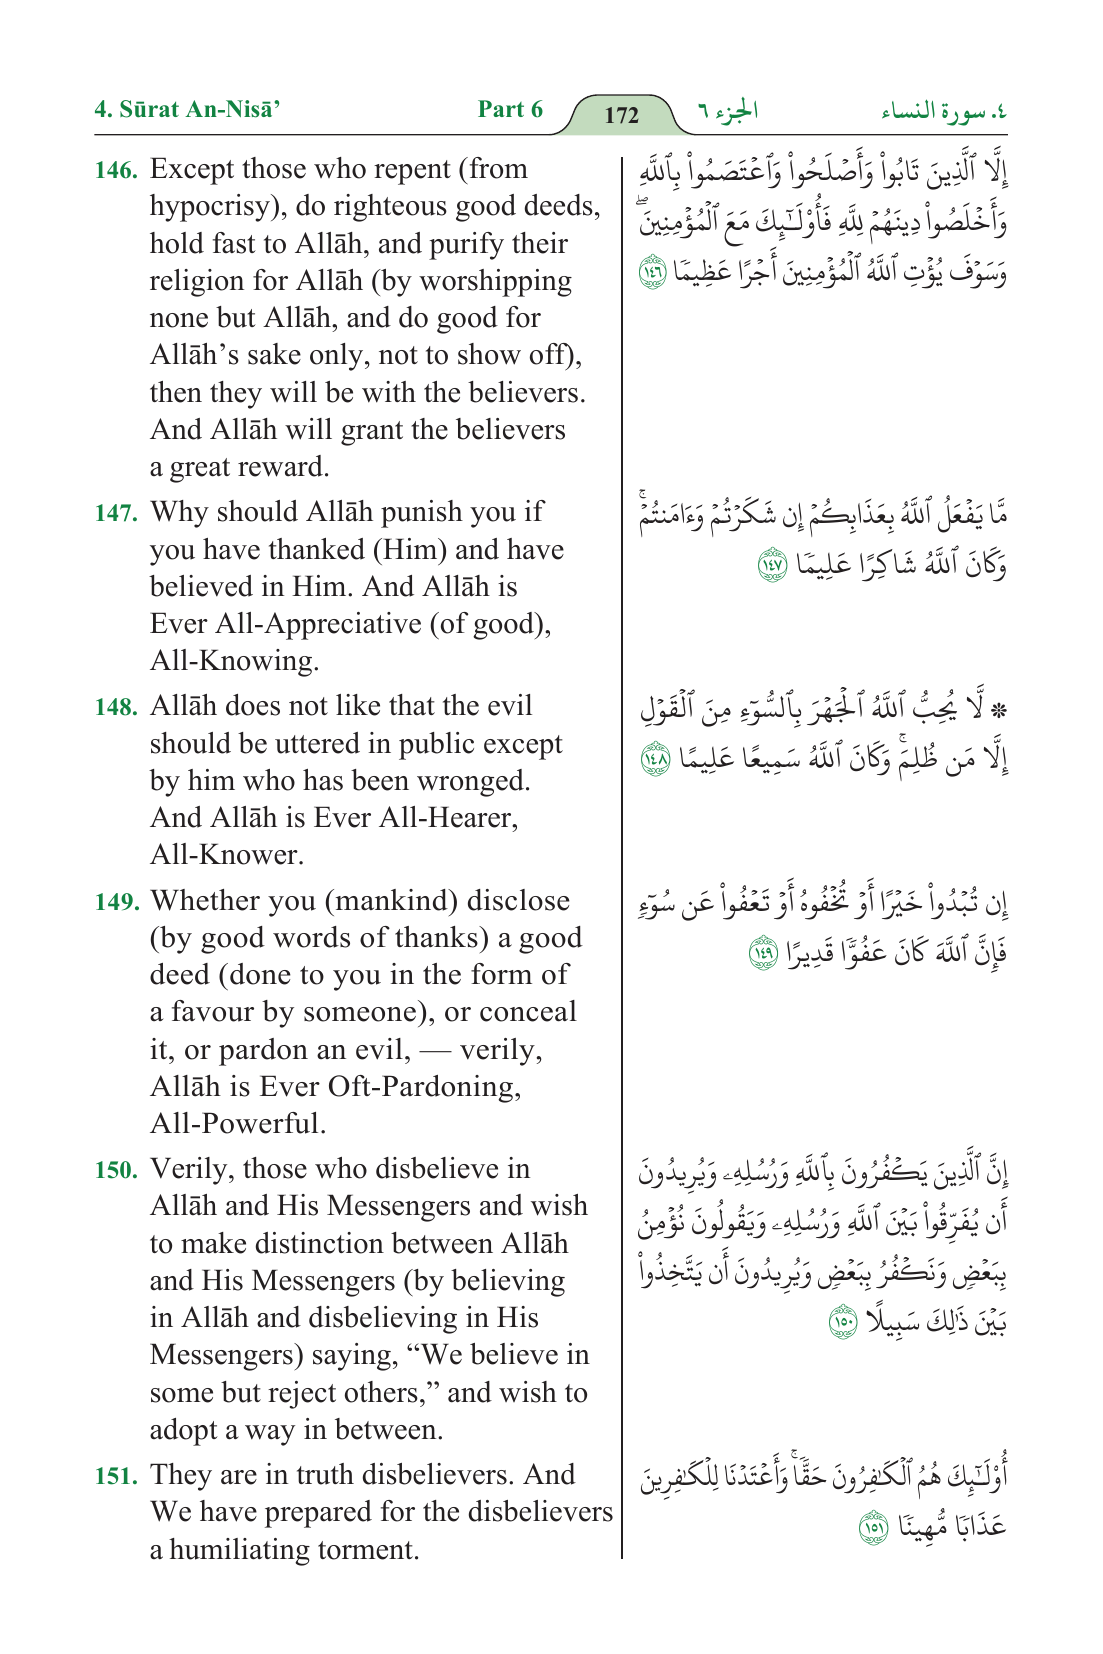 4. Sūrat An-Nisā’ Part 6 172 الجزء ٦ ٤. سورة النساء
146. Except those who repent (from
hypocrisy), do righteous good deeds,
hold fast to Allāh, and purify their
religion for Allāh (by worshipping
none but Allāh, and do good for
Allāh’s sake only, not to show off),
then they will be with the believers.
And Allāh will grant the believers
a great reward.
إِلَّا ٱلَّذِينَ تَابُوا۟ وَأَصْلَحُوا۟ وَٱعْتَصَمُوا۟ بِٱللَّهِ
وَأَخْلَصُوا۟ دِينَهُمْ لِلَّهِ فَأُو۟لَـٰٓئِكَ مَعَ ٱلْمُؤْمِنِينَ ۖ
وَسَوْفَ يُؤْتِ ٱللَّهُ ٱلْمُؤْمِنِينَ أَجْرًا عَظِيمًا ١٤٦
147. Why should Allāh punish you if
you have thanked (Him) and have
believed in Him. And Allāh is
Ever All-Appreciative (of good),
All-Knowing.
مَّا يَفْعَلُ ٱللَّهُ بِعَذَابِكُمْ إِن شَكَرْتُمْ وَءَامَنتُمْ ۚ
وَكَانَ ٱللَّهُ شَاكِرًا عَلِيمًا ١٤٧
148. Allāh does not like that the evil
should be uttered in public except
by him who has been wronged.
And Allāh is Ever All-Hearer,
All-Knower.
❊ لَّا يُحِبُّ ٱللَّهُ ٱلْجَهْرَ بِٱلسُّوٓءِ مِنَ ٱلْقَوْلِ
إِلَّا مَن ظُلِمَ ۚ وَكَانَ ٱللَّهُ سَمِيعًا عَلِيمًا ١٤٨
149. Whether you (mankind) disclose
(by good words of thanks) a good
deed (done to you in the form of
a favour by someone), or conceal
it, or pardon an evil, — verily,
Allāh is Ever Oft-Pardoning,
All-Powerful.
إِن تُبْدُوا۟ خَيْرًا أَوْ تُخْفُوهُ أَوْ تَعْفُوا۟ عَن سُوٓءٍ
فَإِنَّ ٱللَّهَ كَانَ عَفُوًّا قَدِيرًا ١٤٩
150. Verily, those who disbelieve in
Allāh and His Messengers and wish
to make distinction between Allāh
and His Messengers (by believing
in Allāh and disbelieving in His
Messengers) saying, “We believe in
some but reject others,” and wish to
adopt a way in between.
إِنَّ ٱلَّذِينَ يَكْفُرُونَ بِٱللَّهِ وَرُسُلِهِۦ وَيُرِيدُونَ
أَن يُفَرِّقُوا۟ بَيْنَ ٱللَّهِ وَرُسُلِهِۦ وَيَقُولُونَ نُؤْمِنُ
بِبَعْضٍ وَنَكْفُرُ بِبَعْضٍ وَيُرِيدُونَ أَن يَتَّخِذُوا۟
بَيْنَ ذَٰلِكَ سَبِيلًا ١٥٠
151. They are in truth disbelievers. And
We have prepared for the disbelievers
a humiliating torment.
أُو۟لَـٰٓئِكَ هُمُ ٱلْكَـٰفِرُونَ حَقًّا ۚ وَأَعْتَدْنَا لِلْكَـٰفِرِينَ
عَذَابًا مُّهِينًا ١٥١